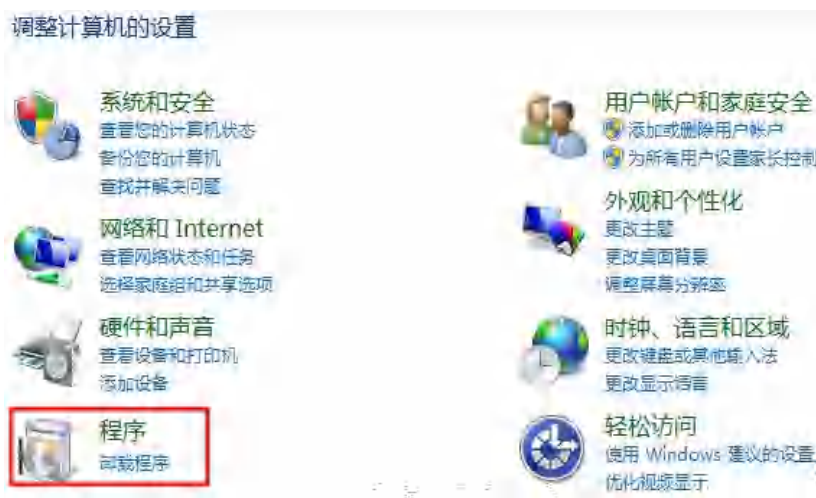 调整计算机的设置
系统和安全
查看您的计算机状态
备份您的计算机
查找并解决问题
网络和 Internet
查看网络状态和任务
选择家庭组和共享选项
硬件和声音
查看设备和打印机
添加设备
程序
卸载程序
用户帐户和家庭安全
添加或删除用户帐户
为所有用户设置家长控制
外观和个性化
更改主题
更改桌面背景
调整屏幕分辨率
时钟、语言和区域
更改键盘或其他输入法
更改显示语言
轻松访问
使用 Windows 建议的设置
优化视频显示